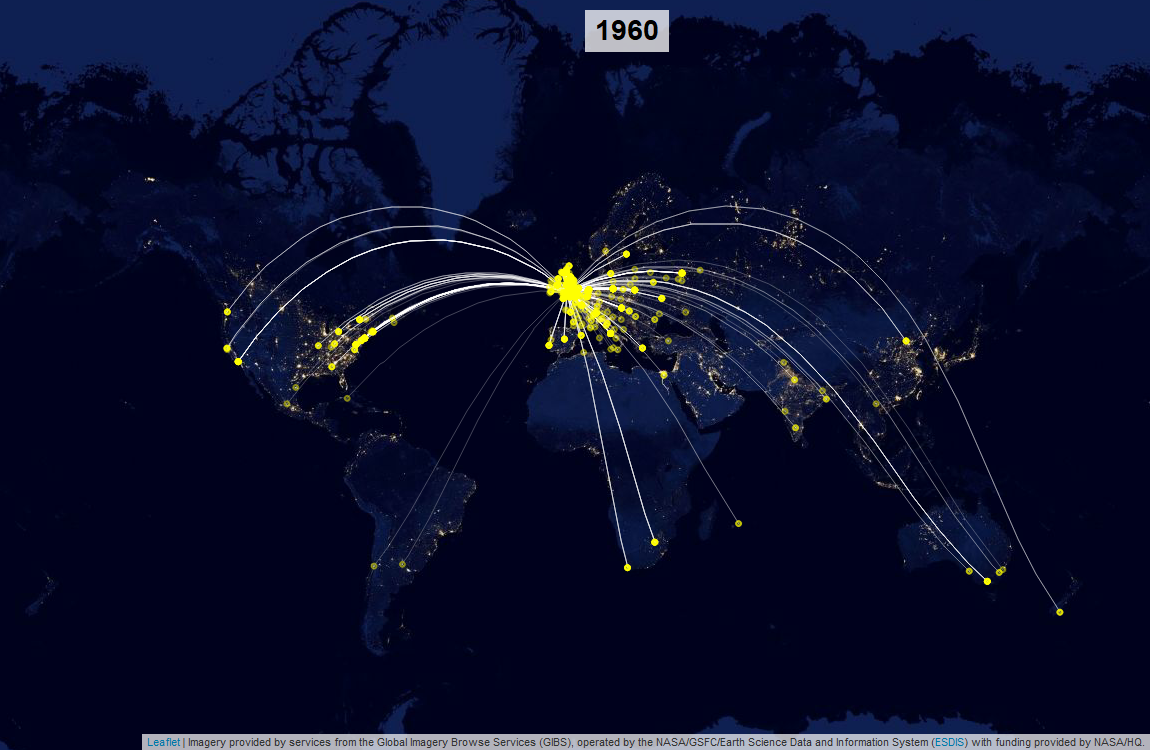 1960
Leaflet | Imagery provided by services from the Global Imagery Browse Services (GIBS), operated by the NASA/GSFC/Earth Science Data and Information System (ESDIS) with funding provided by NASA/HQ.